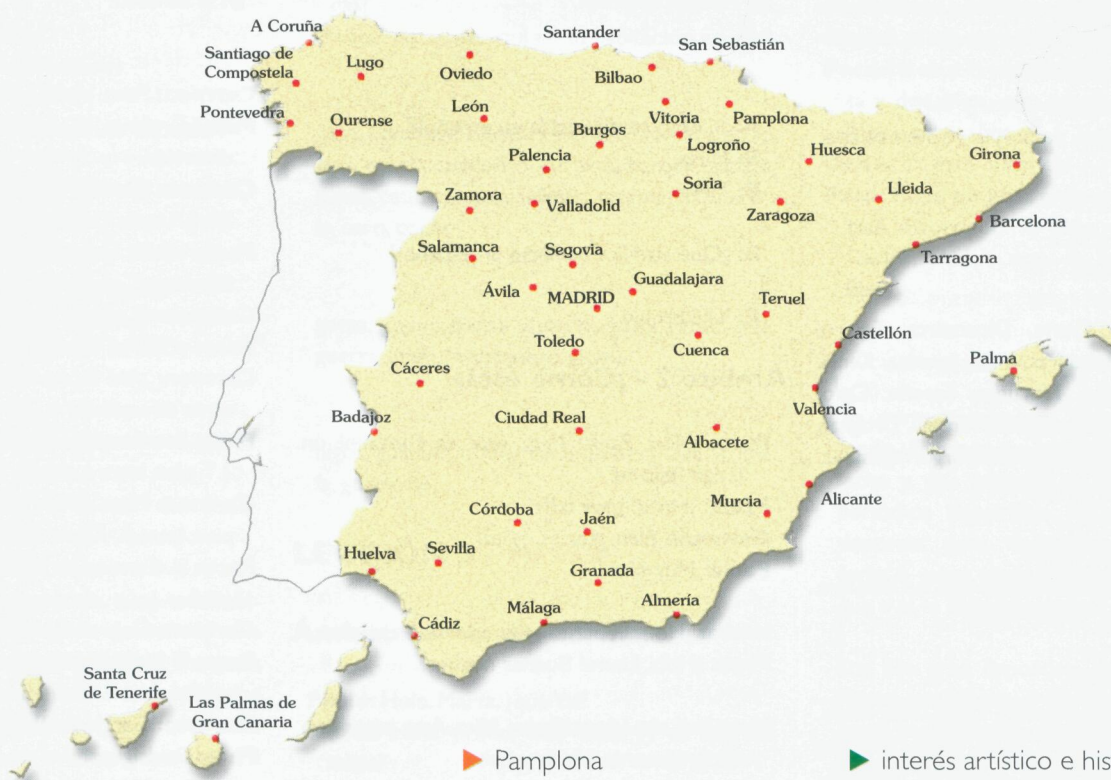 A Coruña
Santander
San Sebastián
Santiago de
Compostela
Lugo
Oviedo
Bilbao
Pontevedra
Ourense
León
Burgos
Vitoria
Pamplona
Logroño
Palencia
Huesca
Girona
Soria
Lleida
Zamora
Valladolid
Zaragoza
Barcelona
Salamanca
Segovia
Tarragona
Guadalajara
Ávila
MADRID
Teruel
Castellón
Toledo
Cuenca
Palma
Cáceres
Valencia
Badajoz
Ciudad Real
Albacete
Murcia
Alicante
Córdoba
Jaén
Sevilla
Huelva
Granada
Almería
Málaga
Cádiz
Santa Cruz
de Tenerife
Las Palmas de
Gran Canaria
Pamplona
interés artístico e his